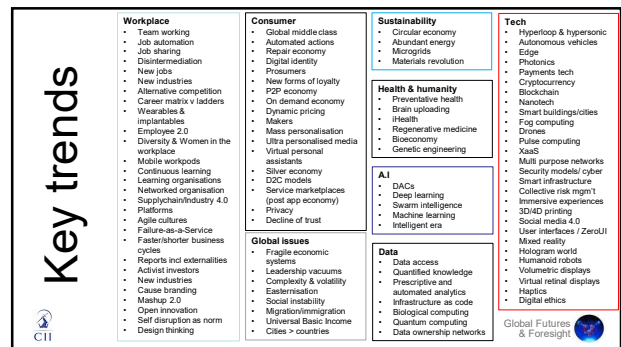 Key trends
CII
Workplace
• Team working
• Job automation
• Job sharing
• Disintermediation
• New jobs
• New industries
• Alternative competition
• Career matrix v ladders
• Wearables &
implantables
• Employee 2.0
• Diversity & Women in the
workplace
• Mobile workpods
• Continuous learning
• Learning organisations
• Networked organisation
• Supplychain/Industry 4.0
• Platforms
• Agile cultures
• Failure-as-a-Service
• Faster/shorter business
cycles
• Reports incl externalities
• Activist investors
• New industries
• Cause branding
• Mashup 2.0
• Open innovation
• Self disruption as norm
• Design thinking
Consumer
• Global middle class
• Automated actions
• Repair economy
• Digital identity
• Prosumers
• New forms of loyalty
• P2P economy
• On demand economy
• Dynamic pricing
• Makers
• Mass personalisation
• Ultra personalised media
• Virtual personal
assistants
• Silver economy
• D2C models
• Service marketplaces
(post app economy)
• Privacy
• Decline of trust
Global issues
• Fragile economic
systems
• Leadership vacuums
• Complexity & volatility
• Easternisation
• Social instability
• Migration/immigration
• Universal Basic Income
• Cities > countries
Sustainability
• Circular economy
• Abundant energy
• Microgrids
• Materials revolution
Health & humanity
• Preventative health
• Brain uploading
• iHealth
• Regenerative medicine
• Bioeconomy
• Genetic engineering
A.I
• DACs
• Deep learning
• Swarm intelligence
• Machine learning
• Intelligent era
Data
• Data access
• Quantified knowledge
• Prescriptive and
automated analytics
• Infrastructure as code
• Biological computing
• Quantum computing
• Data ownership networks
Tech
• Hyperloop & hypersonic
• Autonomous vehicles
• Edge
• Photonics
• Payments tech
• Cryptocurrency
• Blockchain
• Nanotech
• Smart buildings/cities
• Fog computing
• Drones
• Pulse computing
• XaaS
• Multi purpose networks
• Security models/ cyber
• Smart infrastructure
• Collective risk mgm't
• Immersive experiences
• 3D/4D printing
• Social media 4.0
• User interfaces / ZeroUI
• Mixed reality
• Hologram world
• Humanoid robots
• Volumetric displays
• Virtual retinal displays
• Haptics
• Digital ethics
Global Futures
& Foresight